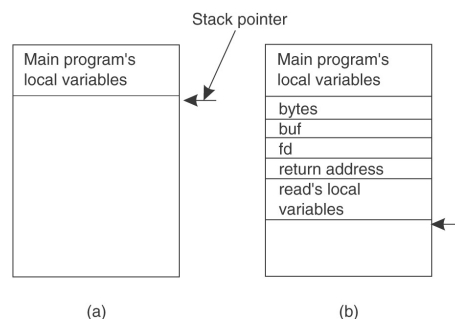 Stack pointer
Main program's
local variables
Main program's
local variables
bytes
buf
fd
return address
read's local
variables
(a)
(b)